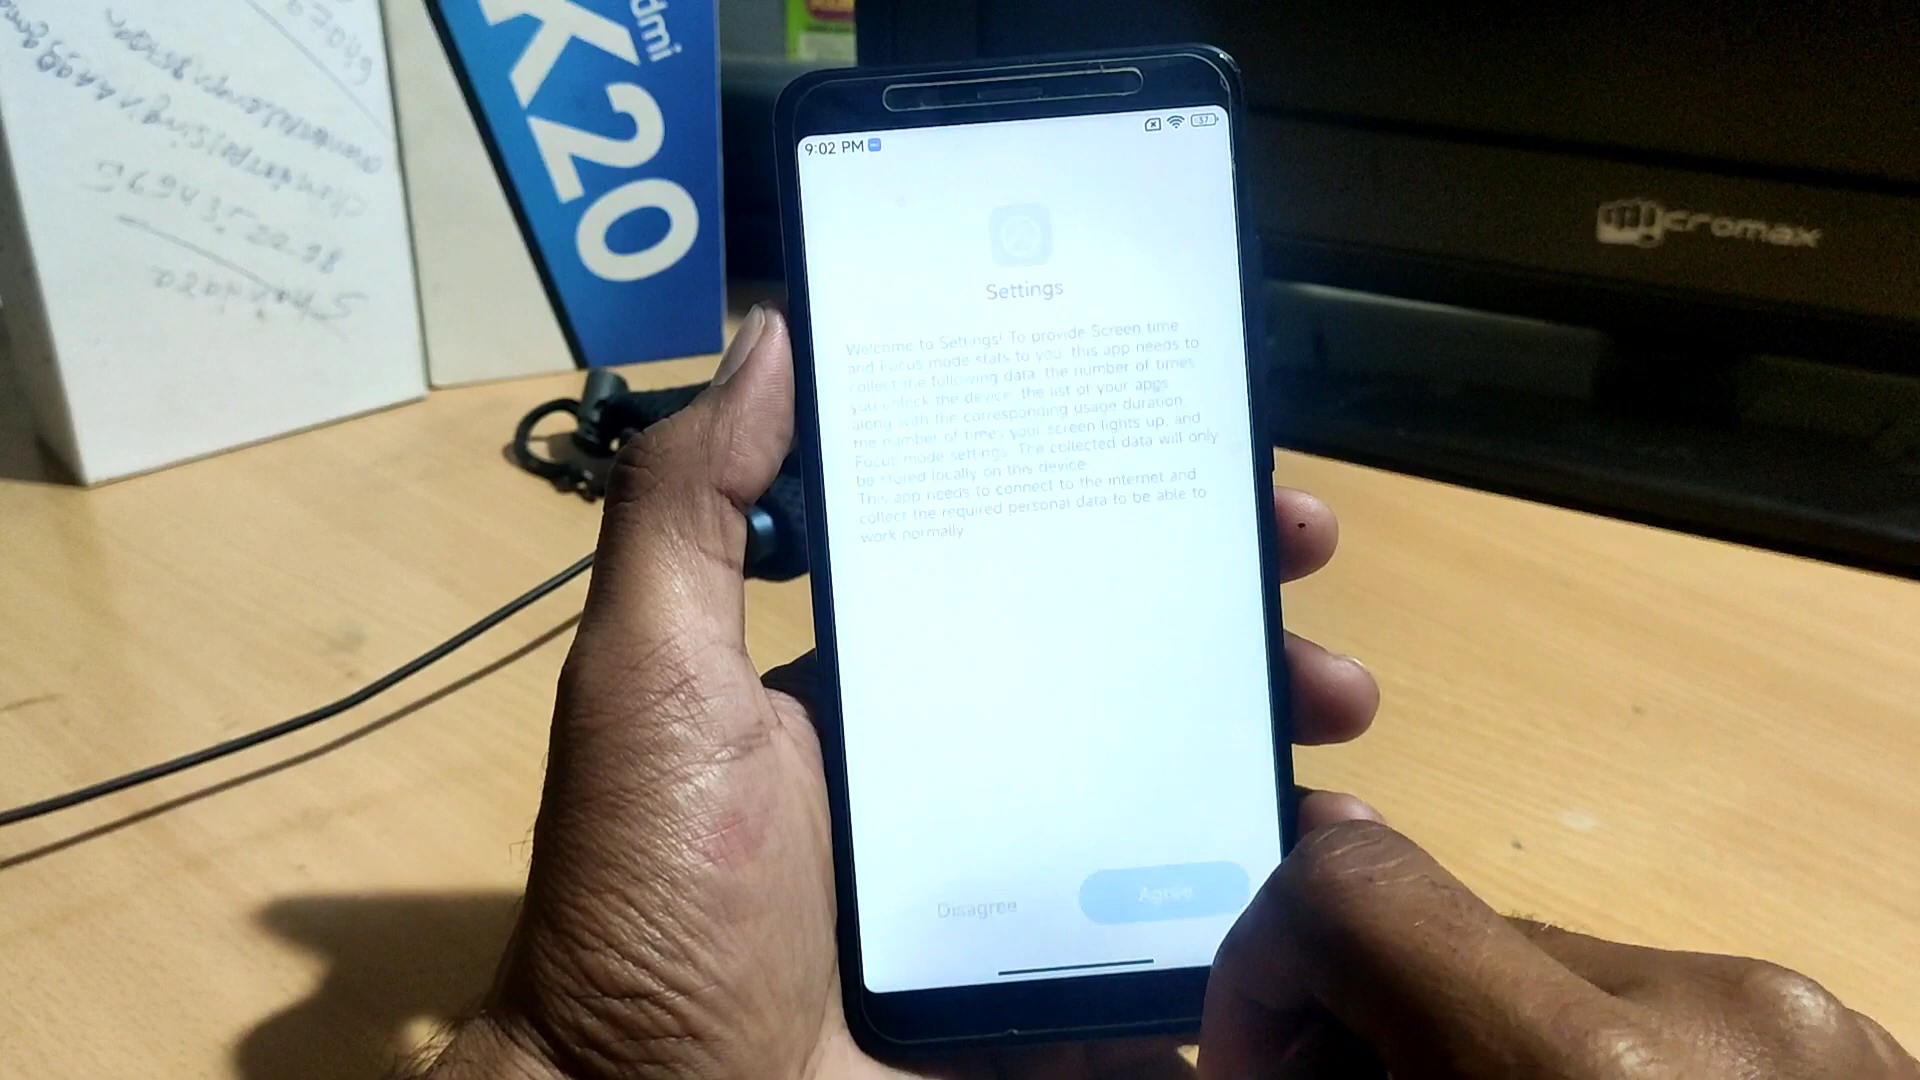 K20
dmi
9:02 PM
37
Settings
Welcome to Settings! To provide Screen time
and Focus mode stats to you, this app needs to
collect the following data: the number of times
you unlock the device, the list of your apps
along with the corresponding usage duration,
the number of times your screen lights up, and
Focus mode settings. The collected data will only
be stored locally on this device.
This app needs to connect to the internet and
collect the required personal data to be able to
work normally.
Disagree
Agree
micromax